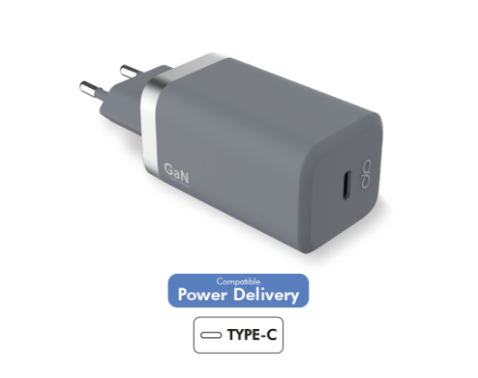 GaN
Compatible
Power Delivery
TYPE-C